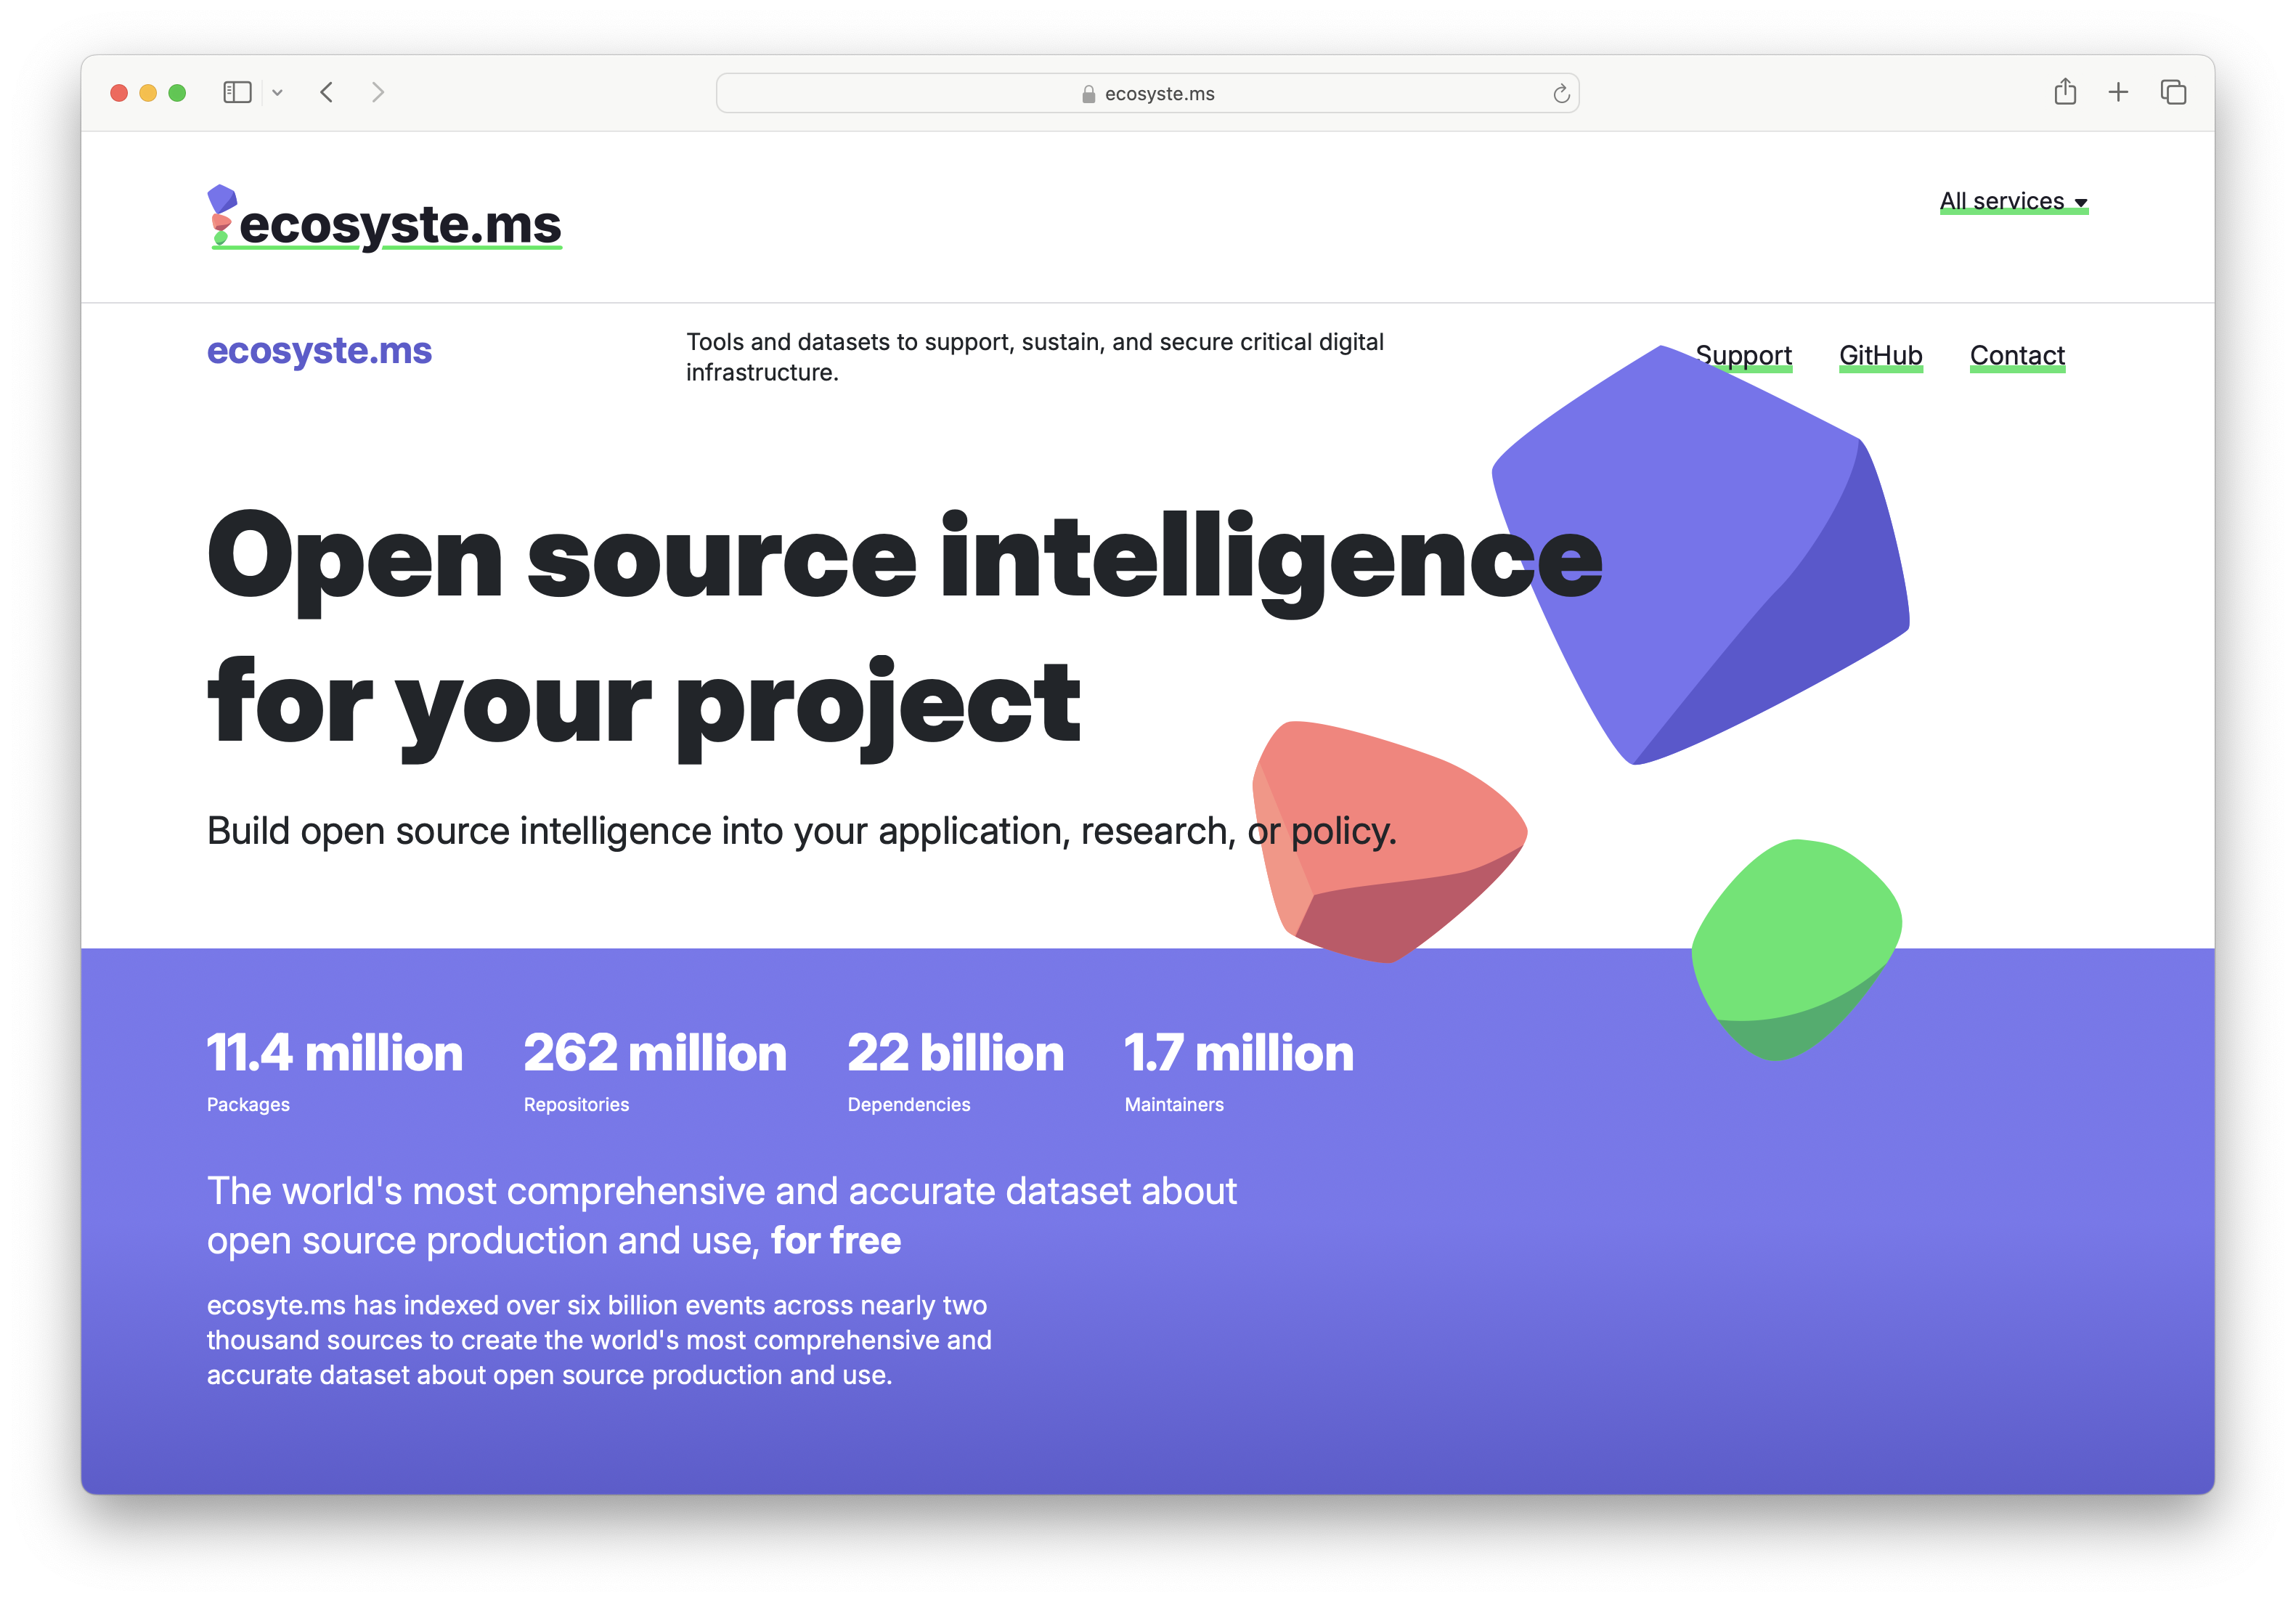 ecosyste.ms
ecosyste.ms
All services
ecosyste.ms
Tools and datasets to support, sustain, and secure critical digital
infrastructure.
Support GitHub Contact
Open source intelligence
for your project
Build open source intelligence into your application, research, or policy.
11.4 million 262 million 22 billion 1.7 million
Packages Repositories Dependencies Maintainers
The world's most comprehensive and accurate dataset about
open source production and use, for free
ecosyte.ms has indexed over six billion events across nearly two
thousand sources to create the world's most comprehensive and
accurate dataset about open source production and use.